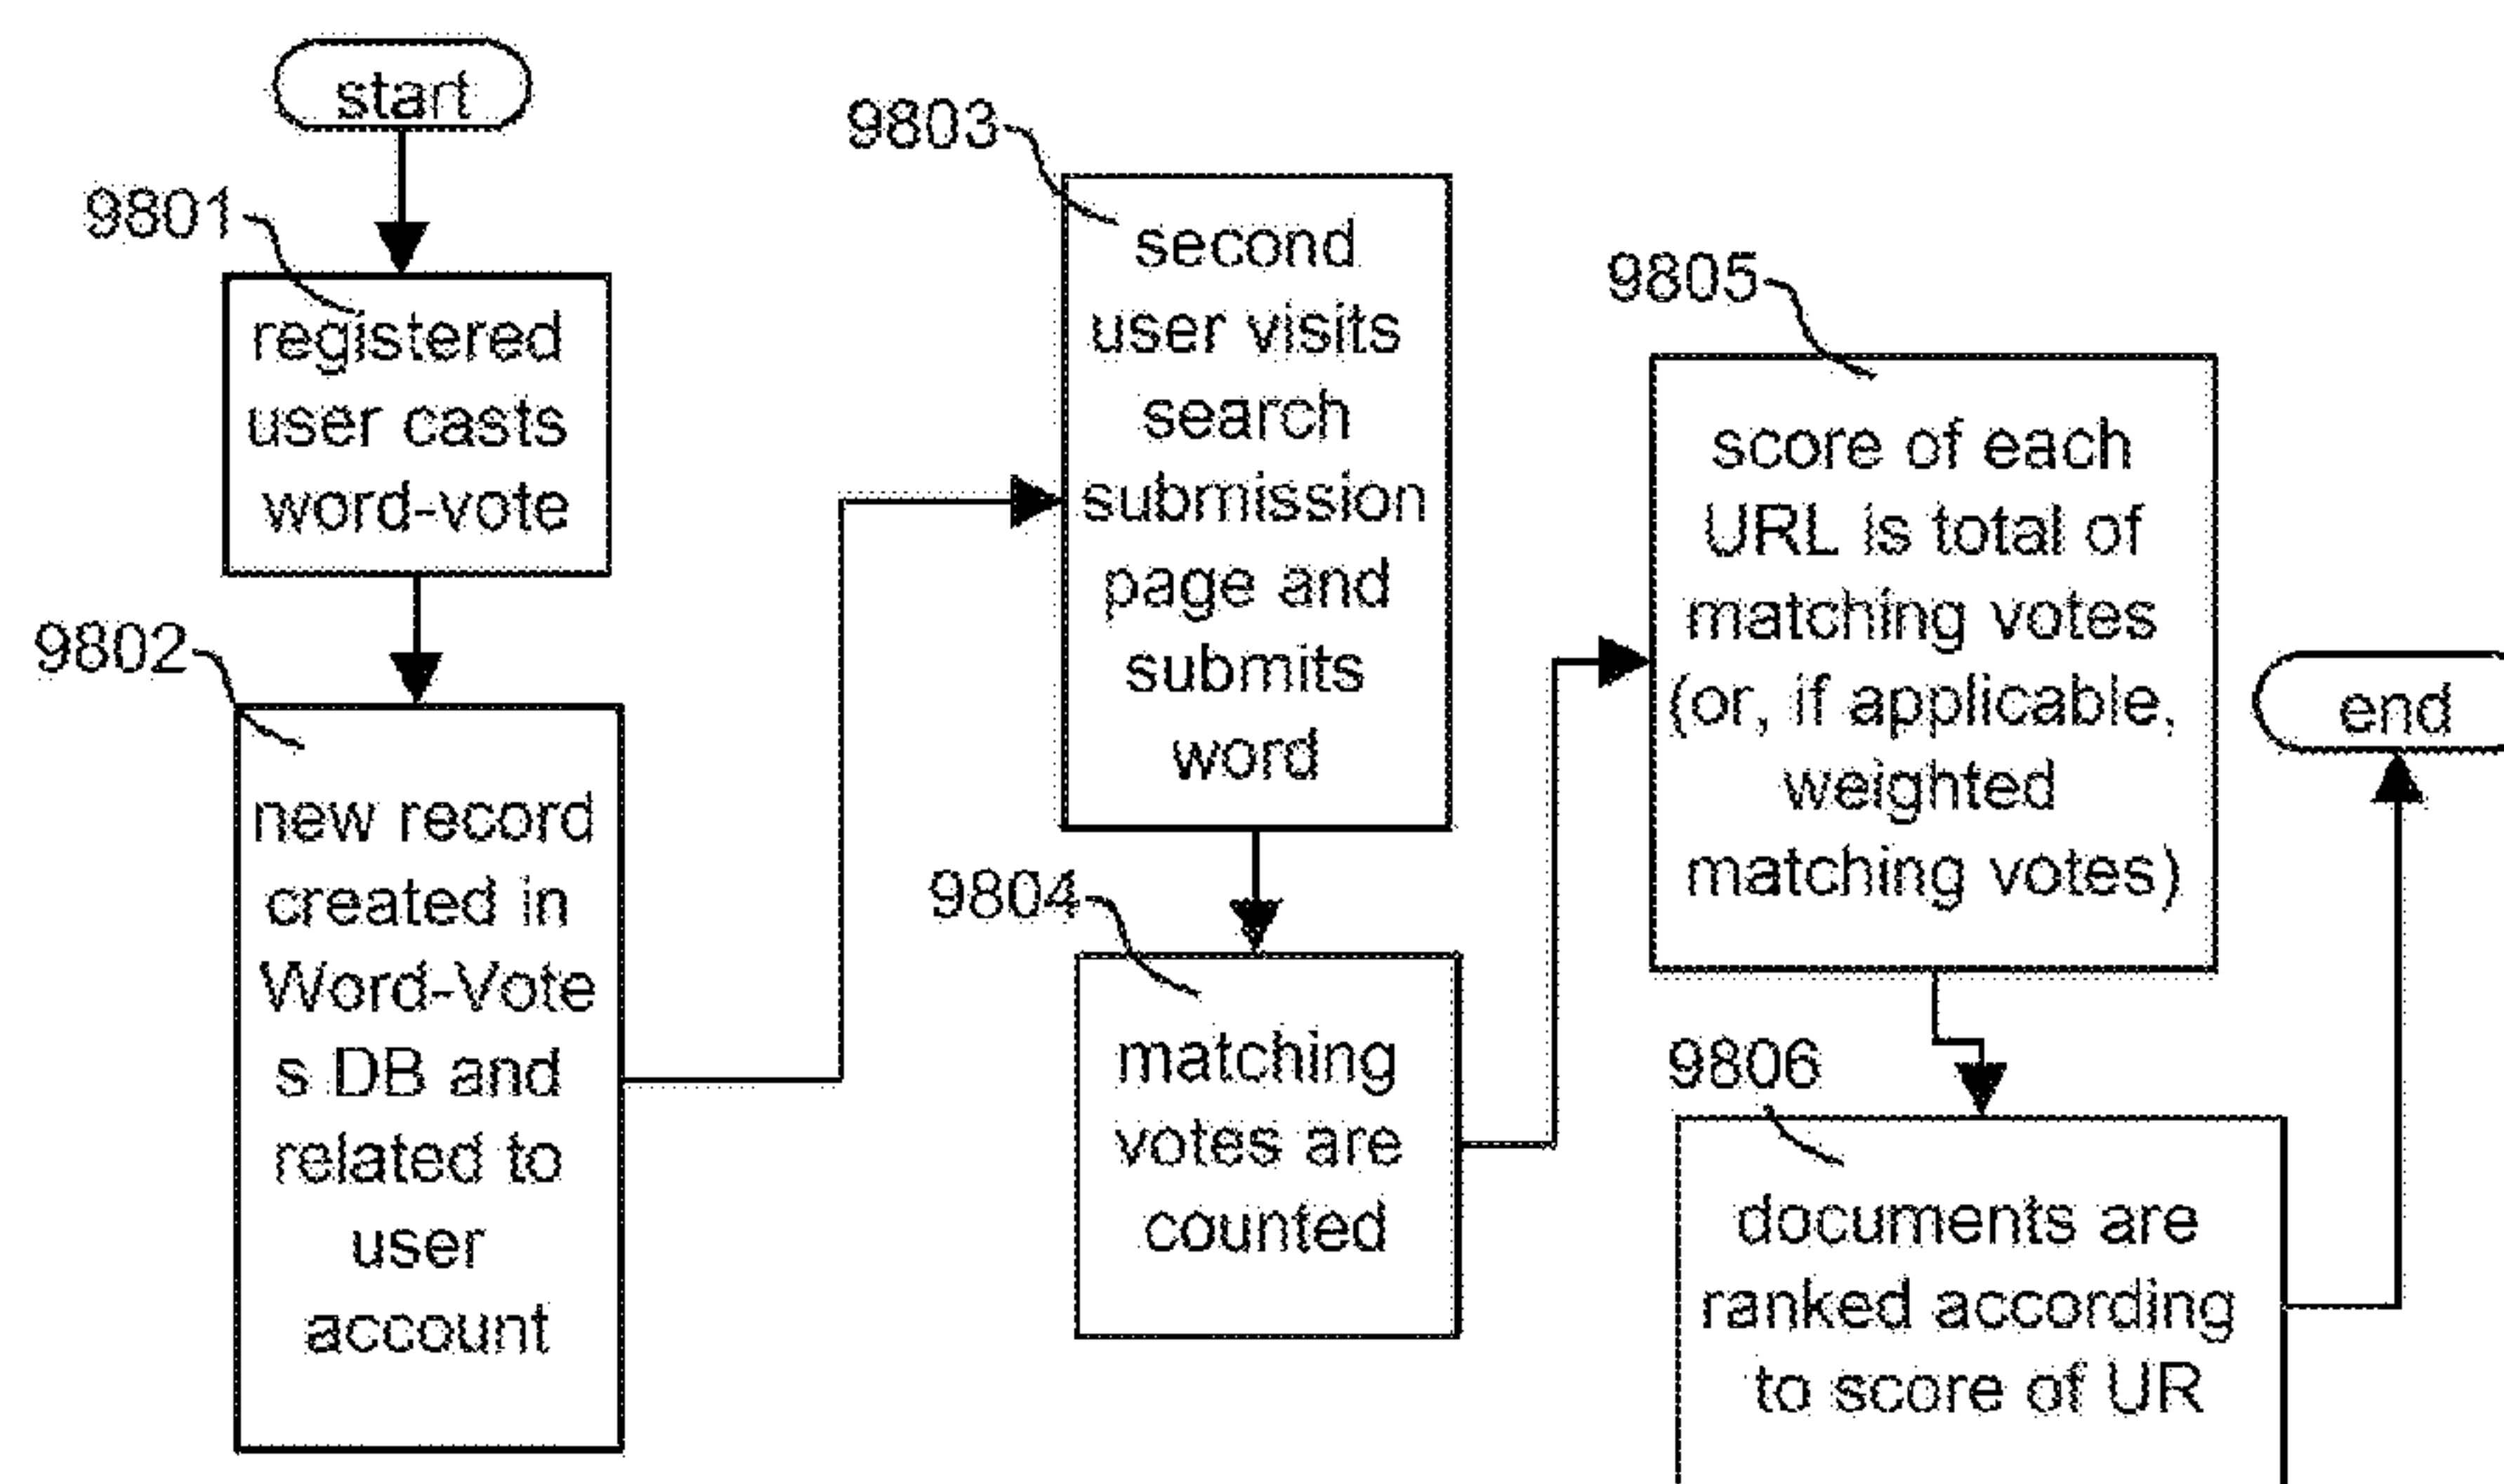 start
9801
registered
user casts
word-vote
9802
new record
created in
Word-Vote
s DB and
related to
user
account
9803
second
user visits
search
submission
page and
submits
word
9804
matching
votes are
counted
9805
score of each
URL is total of
matching votes
(or, if applicable,
weighted
matching votes)
9806
documents are
ranked according
to score of UR
end